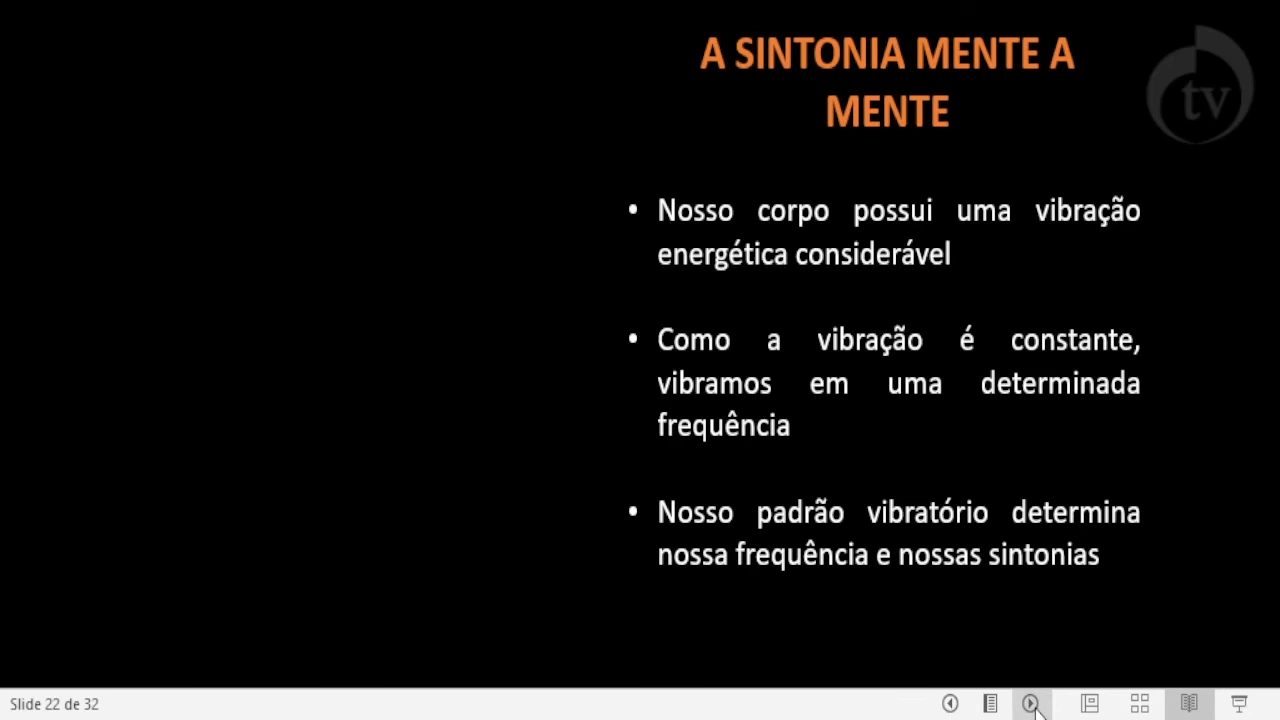 A SINTONIA MENTE A
MENTE
tv
• Nosso corpo possui uma vibração
energética considerável
• Como a vibração é constante,
vibramos em uma determinada
frequência
• Nosso padrão vibratório determina
nossa frequência e nossas sintonias
Slide 22 de 32